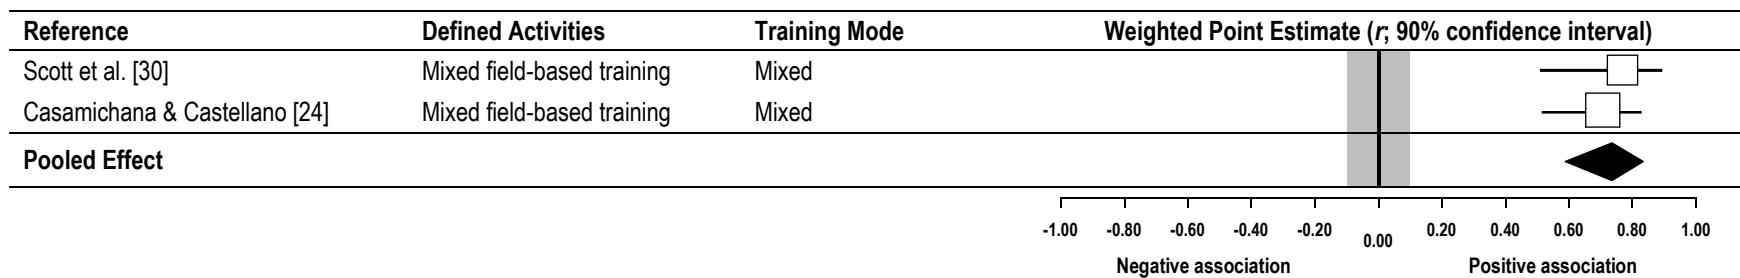 Reference Defined Activities Training Mode Weighted Point Estimate (r; 90% confidence interval)
Scott et al. [30] Mixed field-based training Mixed
Casamichana & Castellano [24] Mixed field-based training Mixed
Pooled Effect
-1.00 -0.80 -0.60 -0.40 -0.20 0.00 0.20 0.40 0.60 0.80 1.00
Negative association Positive association